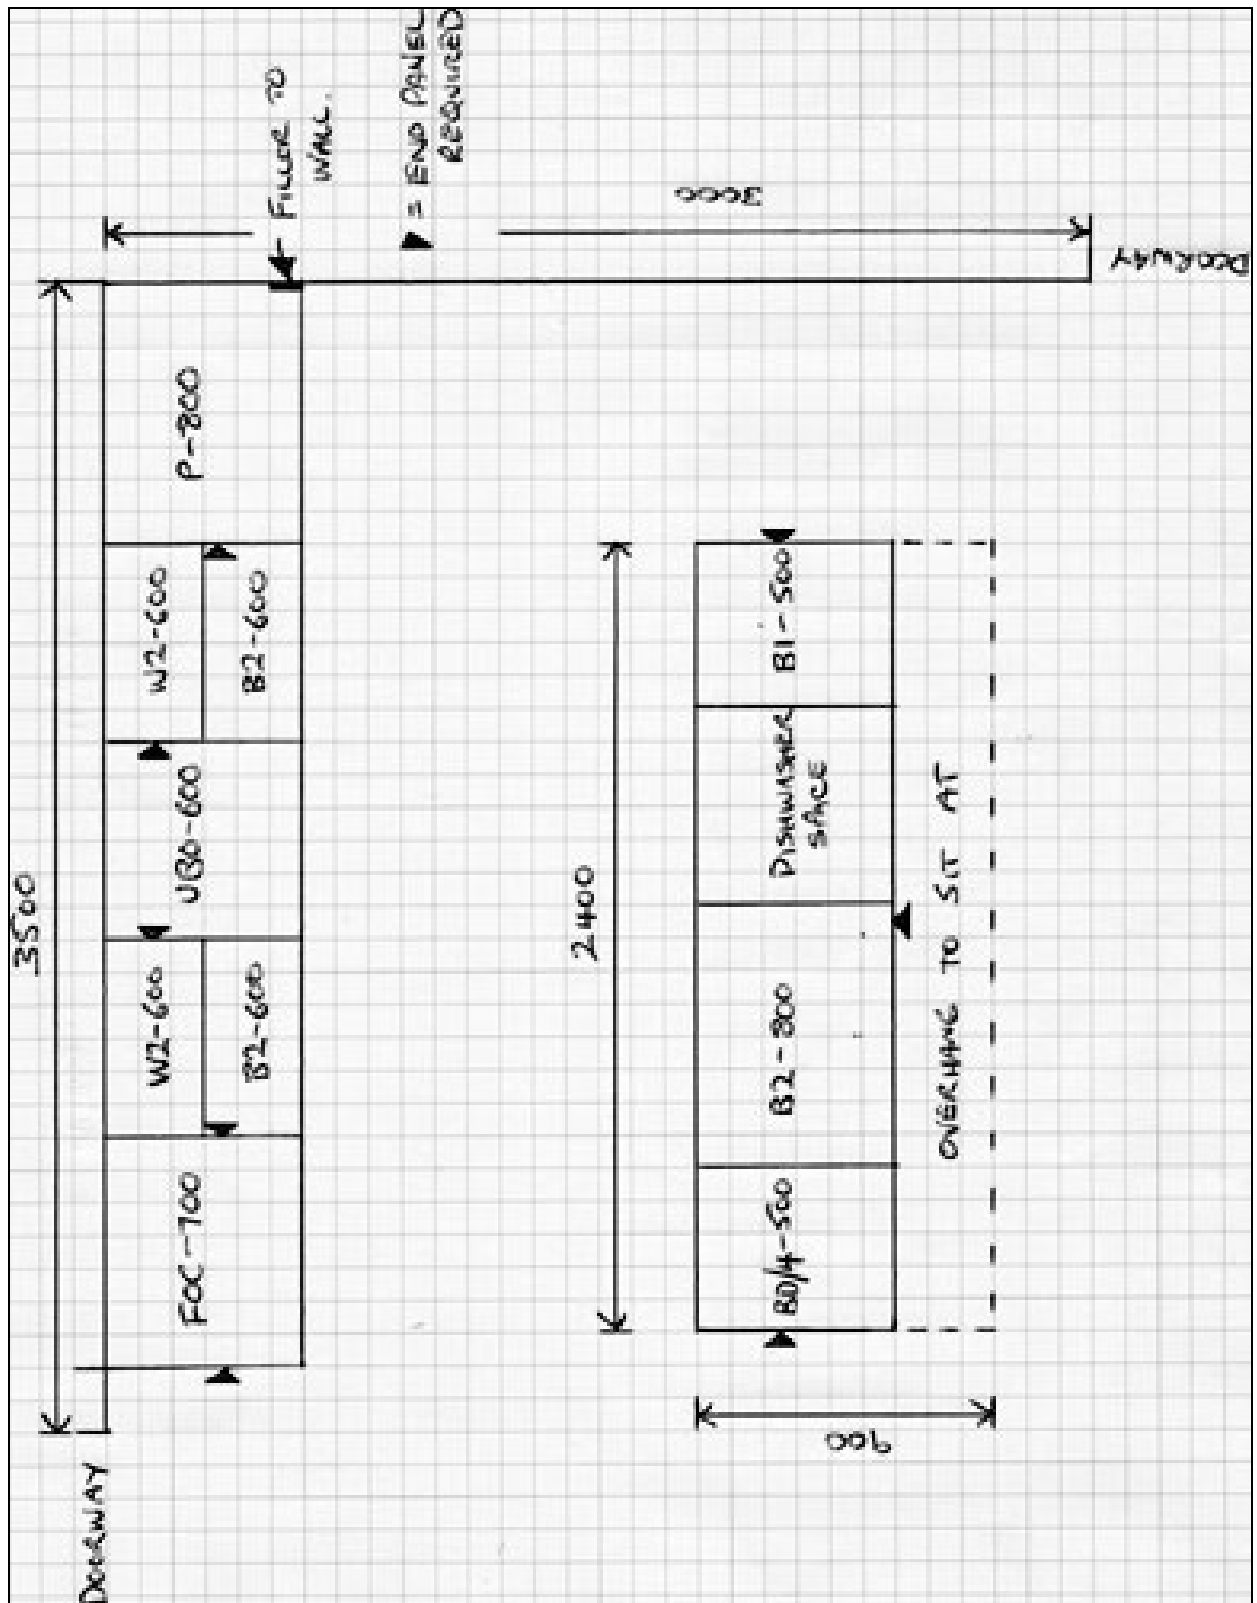 3500
DOORWAY
FOC-700
W2-600
B2-600
UBO-600
W2-600
B2-600
P-800
FILLER TO
WALL.
▼ = END PANEL
REQUIRED
3000
DOORWAY
2400
900
BD/4-500
B2-800
DISHWASHER
SPACE
B1-500
OVERHANG TO SIT AT